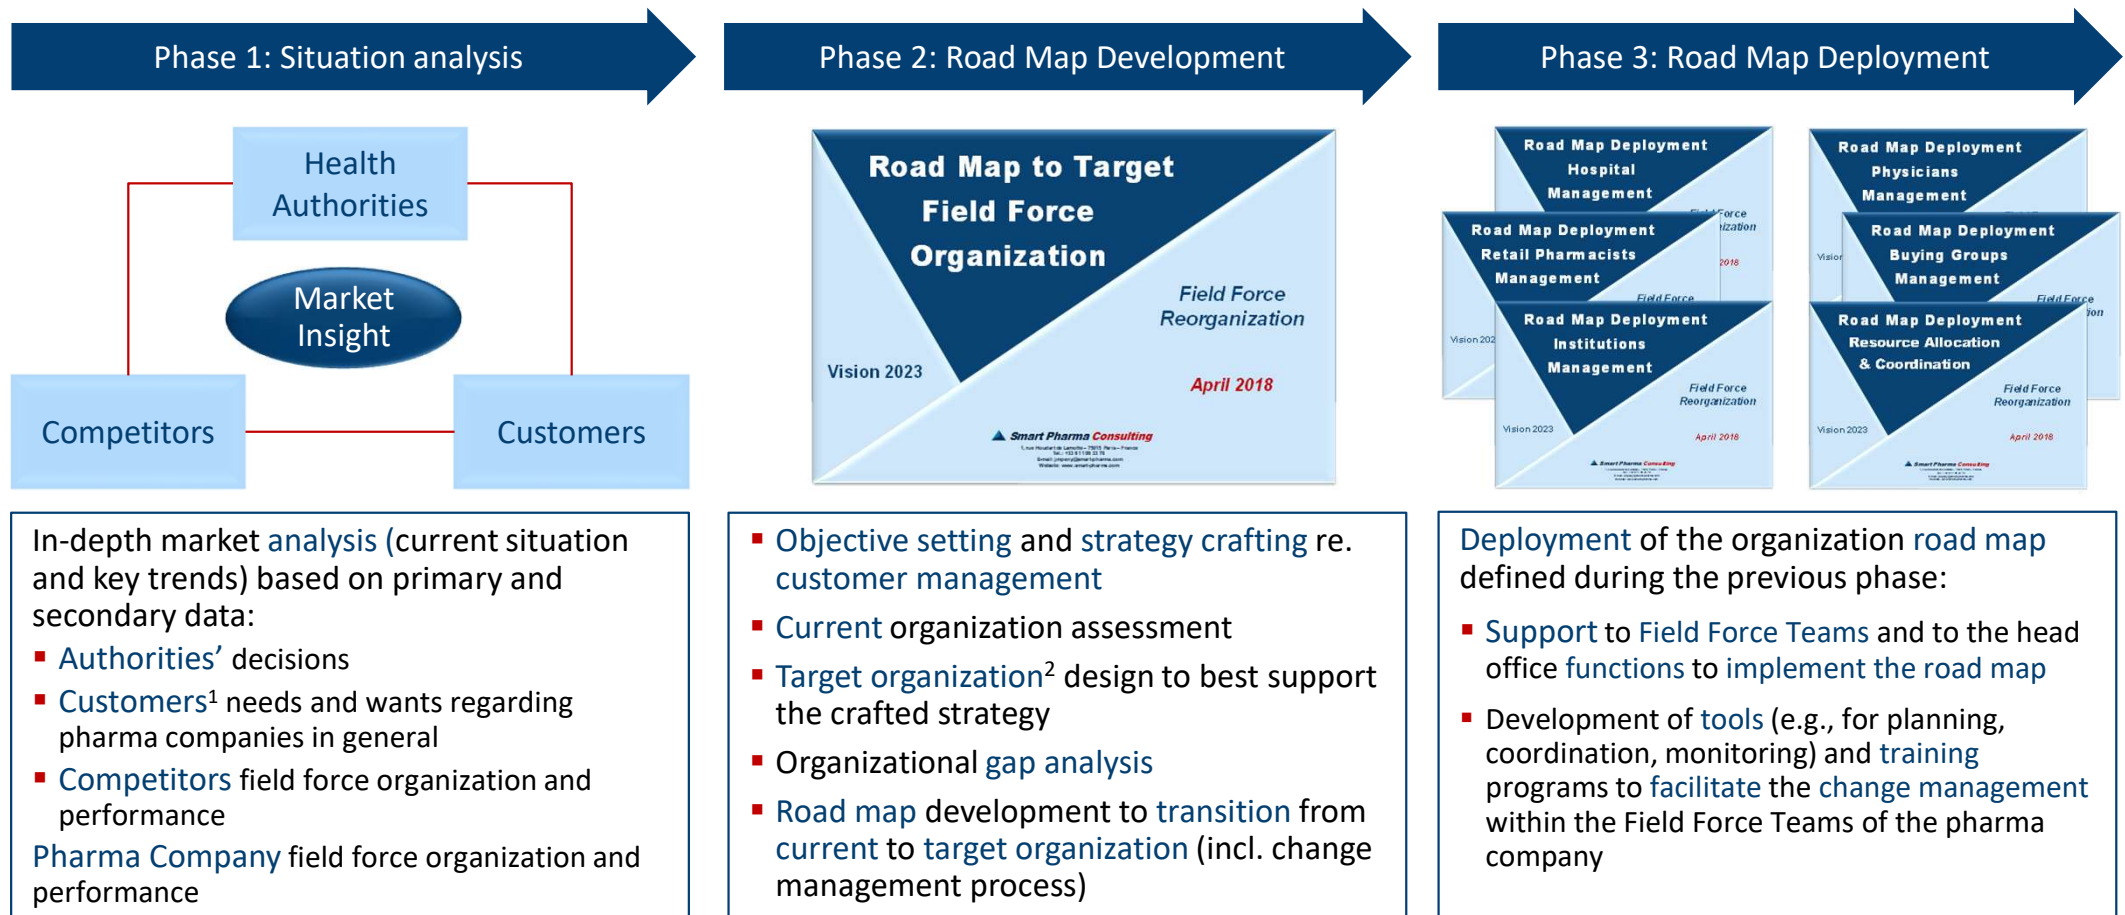 Phase 1: Situation analysis
Phase 2: Road Map Development
Phase 3: Road Map Deployment
Health
Authorities
Market
Insight
Competitors
Customers
Road Map to Target
Field Force
Organization
Field Force
Reorganization
Vision 2023
April 2018
Smart Pharma Consulting
Road Map Deployment
Hospital
Management
2018
Road Map Deployment
Physicians
Management
Road Map Deployment
Retail Pharmacists
Management
Field Force
Road Map Deployment
Buying Groups
Management
Field Force
Road Map Deployment
Institutions
Management
Field Force
Reorganization
Vision 2023
April 2018
Smart Pharma Consulting
Road Map Deployment
Resource Allocation
& Coordination
Field Force
Reorganization
Vision 2023
April 2018
Smart Pharma Consulting
In-depth market analysis (current situation
and key trends) based on primary and
secondary data:
▪ Authorities’ decisions
▪ Customers¹ needs and wants regarding
pharma companies in general
▪ Competitors field force organization and
performance
Pharma Company field force organization and
performance
▪ Objective setting and strategy crafting re.
customer management
▪ Current organization assessment
▪ Target organization² design to best support
the crafted strategy
▪ Organizational gap analysis
▪ Road map development to transition from
current to target organization (incl. change
management process)
Deployment of the organization road map
defined during the previous phase:
▪ Support to Field Force Teams and to the head
office functions to implement the road map
▪ Development of tools (e.g., for planning,
coordination, monitoring) and training
programs to facilitate the change management
within the Field Force Teams of the pharma
company